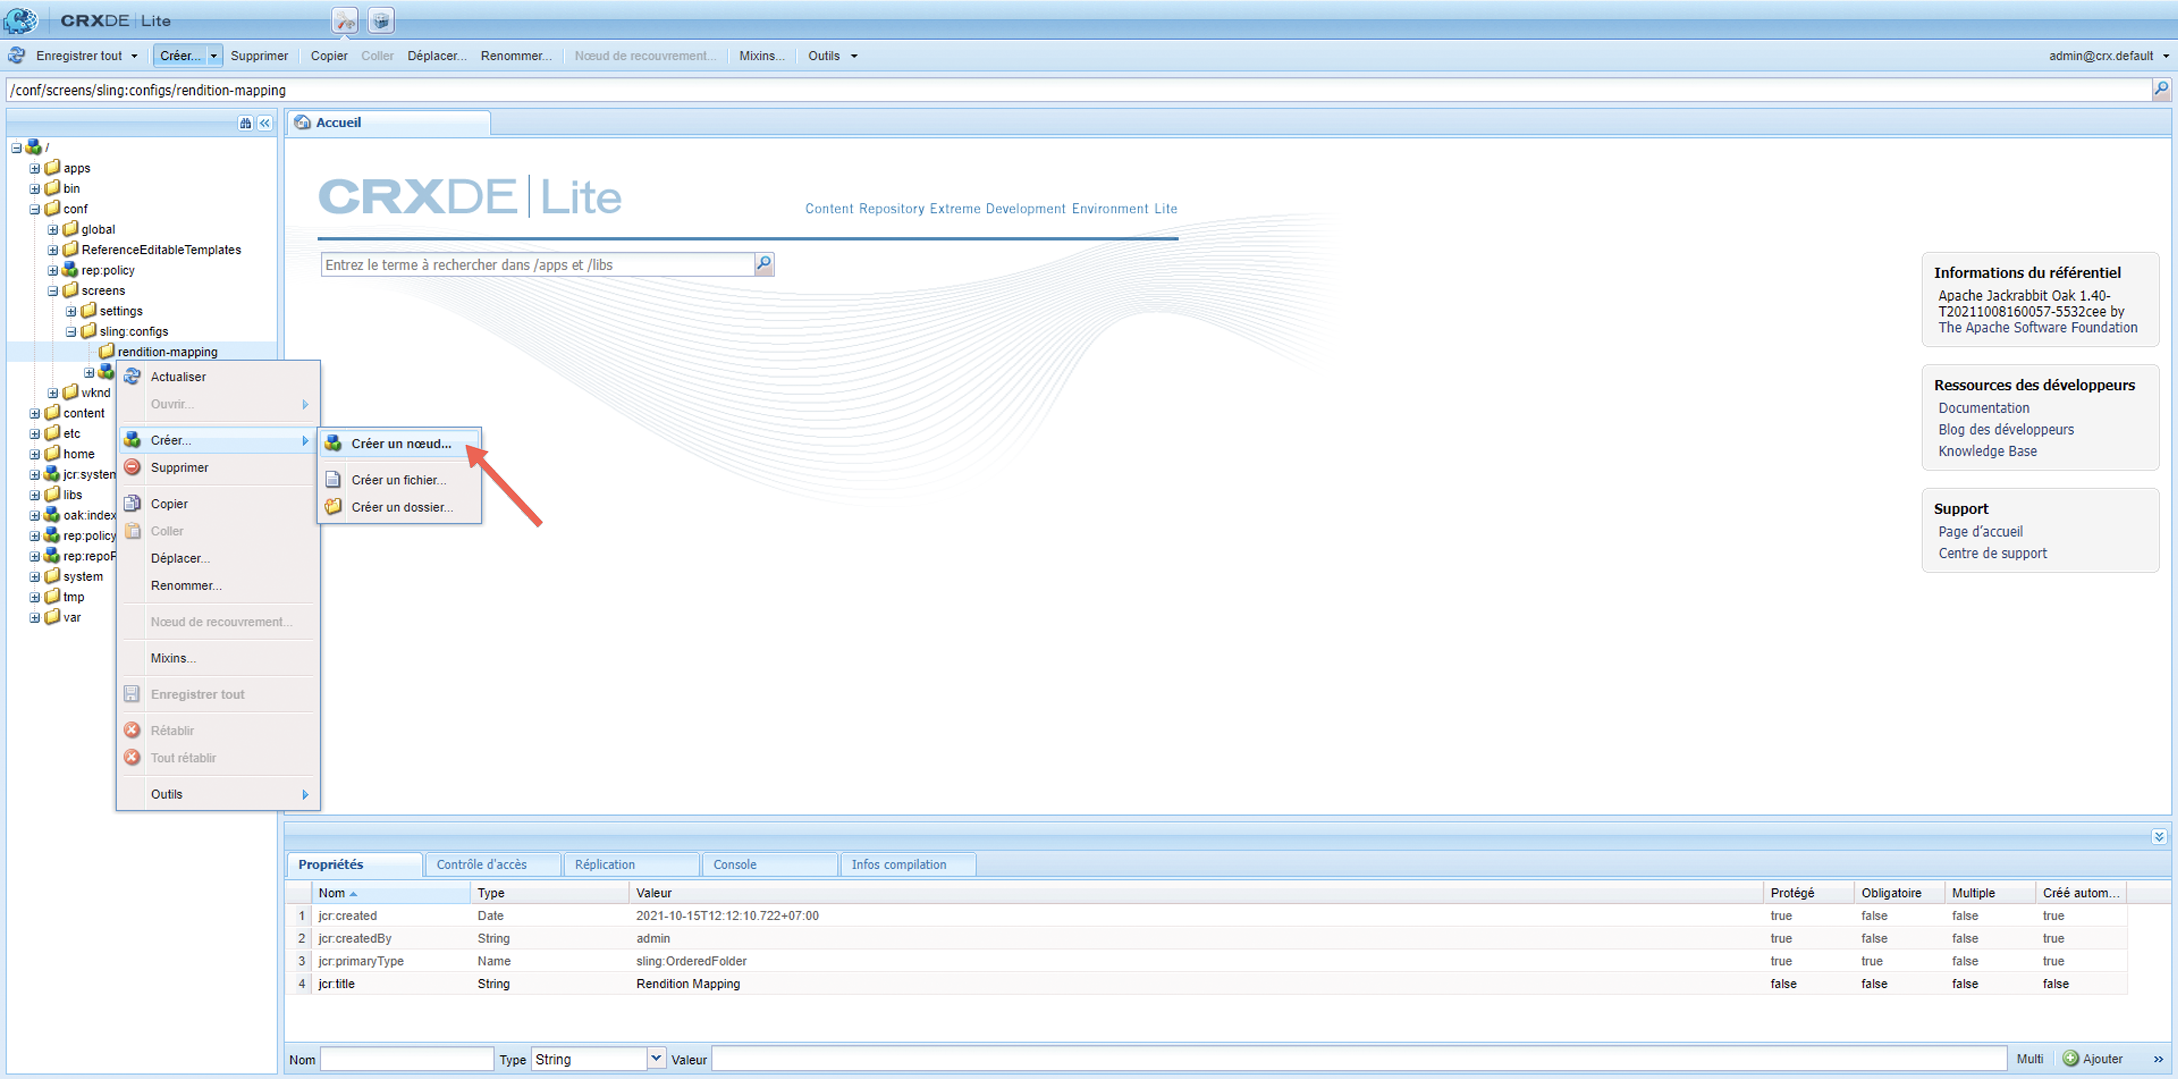 CRXDE | Lite
Enregistrer tout Créer... Supprimer Copier Coller Déplacer... Renommer... Nœud de recouvrement... Mixins... Outils admin@crx.default
/conf/screens/sling:configs/rendition-mapping
Accueil
/
apps
bin
conf
global
ReferenceEditableTemplates
rep:policy
screens
settings
sling:configs
rendition-mapping
wknd
content
etc
home
jcr:system
libs
oak:index
rep:policy
rep:repoP
system
tmp
var
Actualiser
Ouvrir...
Créer...
Supprimer
Copier
Coller
Déplacer...
Renommer...
Nœud de recouvrement...
Mixins...
Enregistrer tout
Rétablir
Tout rétablir
Outils
Créer un nœud...
Créer un fichier...
Créer un dossier...
CRXDE | Lite
Content Repository Extreme Development Environment Lite
Entrez le terme à rechercher dans /apps et /libs
Informations du référentiel
Apache Jackrabbit Oak 1.40-
T20211008160057-5532cee by
The Apache Software Foundation
Ressources des développeurs
Documentation
Blog des développeurs
Knowledge Base
Support
Page d’accueil
Centre de support
Propriétés Contrôle d'accès Réplication Console Infos compilation
Nom Type Valeur Protégé Obligatoire Multiple Créé autom...
1 jcr:created Date 2021-10-15T12:12:10.722+07:00 true false false true
2 jcr:createdBy String admin true false false true
3 jcr:primaryType Name sling:OrderedFolder true true false true
4 jcr:title String Rendition Mapping false false false false
Nom Type String Valeur Multi Ajouter »